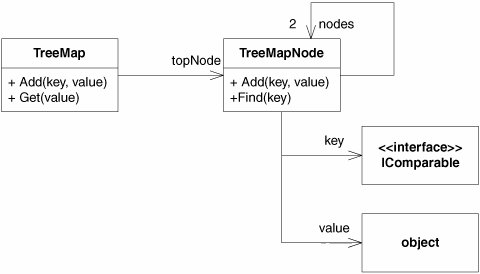 2 nodes
TreeMap
TreeMapNode
topNode
+ Add(key, value)
+ Get(value)
+ Add(key, value)
+Find(key)
key
<<interface>>
IComparable
value
object